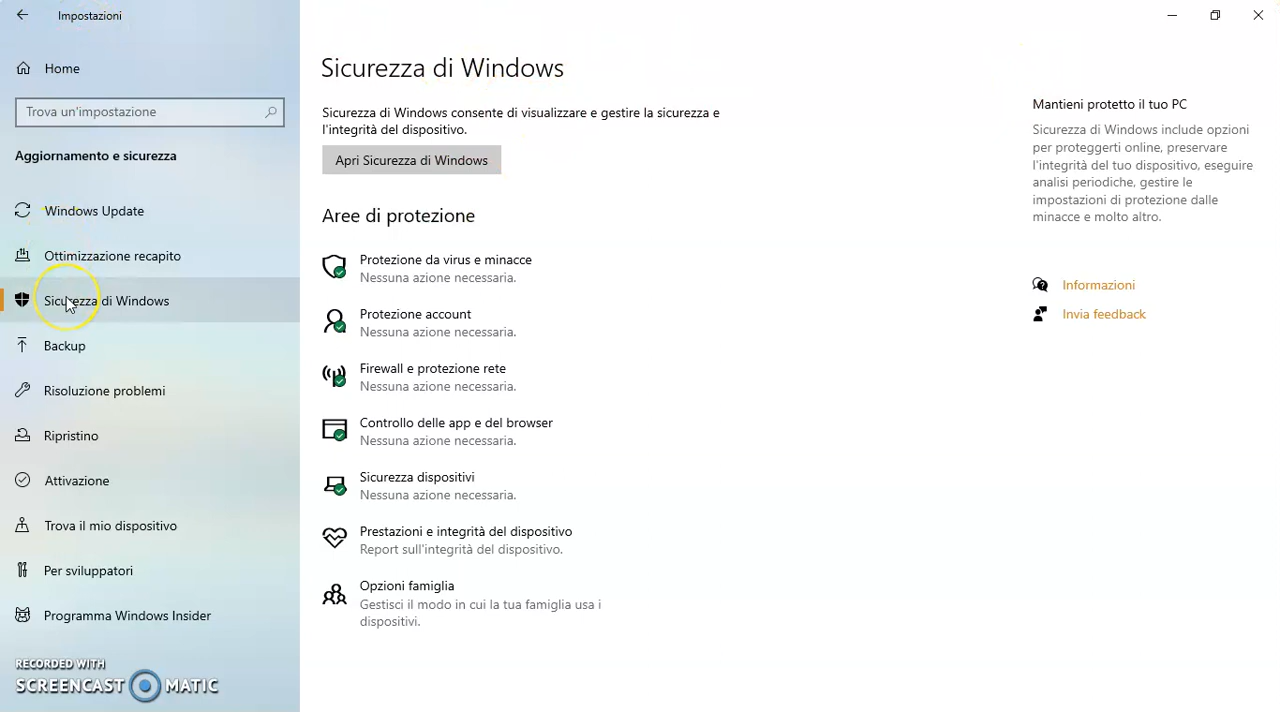 Impostazioni
Home
Trova un'impostazione
Aggiornamento e sicurezza
Windows Update
Ottimizzazione recapito
Sicurezza di Windows
Backup
Risoluzione problemi
Ripristino
Attivazione
Trova il mio dispositivo
Per sviluppatori
Programma Windows Insider
RECORDED WITH
SCREENCAST MATIC
Sicurezza di Windows
Sicurezza di Windows consente di visualizzare e gestire la sicurezza e
l'integrità del dispositivo.
Apri Sicurezza di Windows
Aree di protezione
Protezione da virus e minacce
Nessuna azione necessaria.
Protezione account
Nessuna azione necessaria.
Firewall e protezione rete
Nessuna azione necessaria.
Controllo delle app e del browser
Nessuna azione necessaria.
Sicurezza dispositivi
Nessuna azione necessaria.
Prestazioni e integrità del dispositivo
Report sull'integrità del dispositivo.
Opzioni famiglia
Gestisci il modo in cui la tua famiglia usa i
dispositivi.
Mantieni protetto il tuo PC
Sicurezza di Windows include opzioni
per proteggerti online, preservare
l'integrità del tuo dispositivo, eseguire
analisi periodiche, gestire le
impostazioni di protezione dalle
minacce e molto altro.
Informazioni
Invia feedback